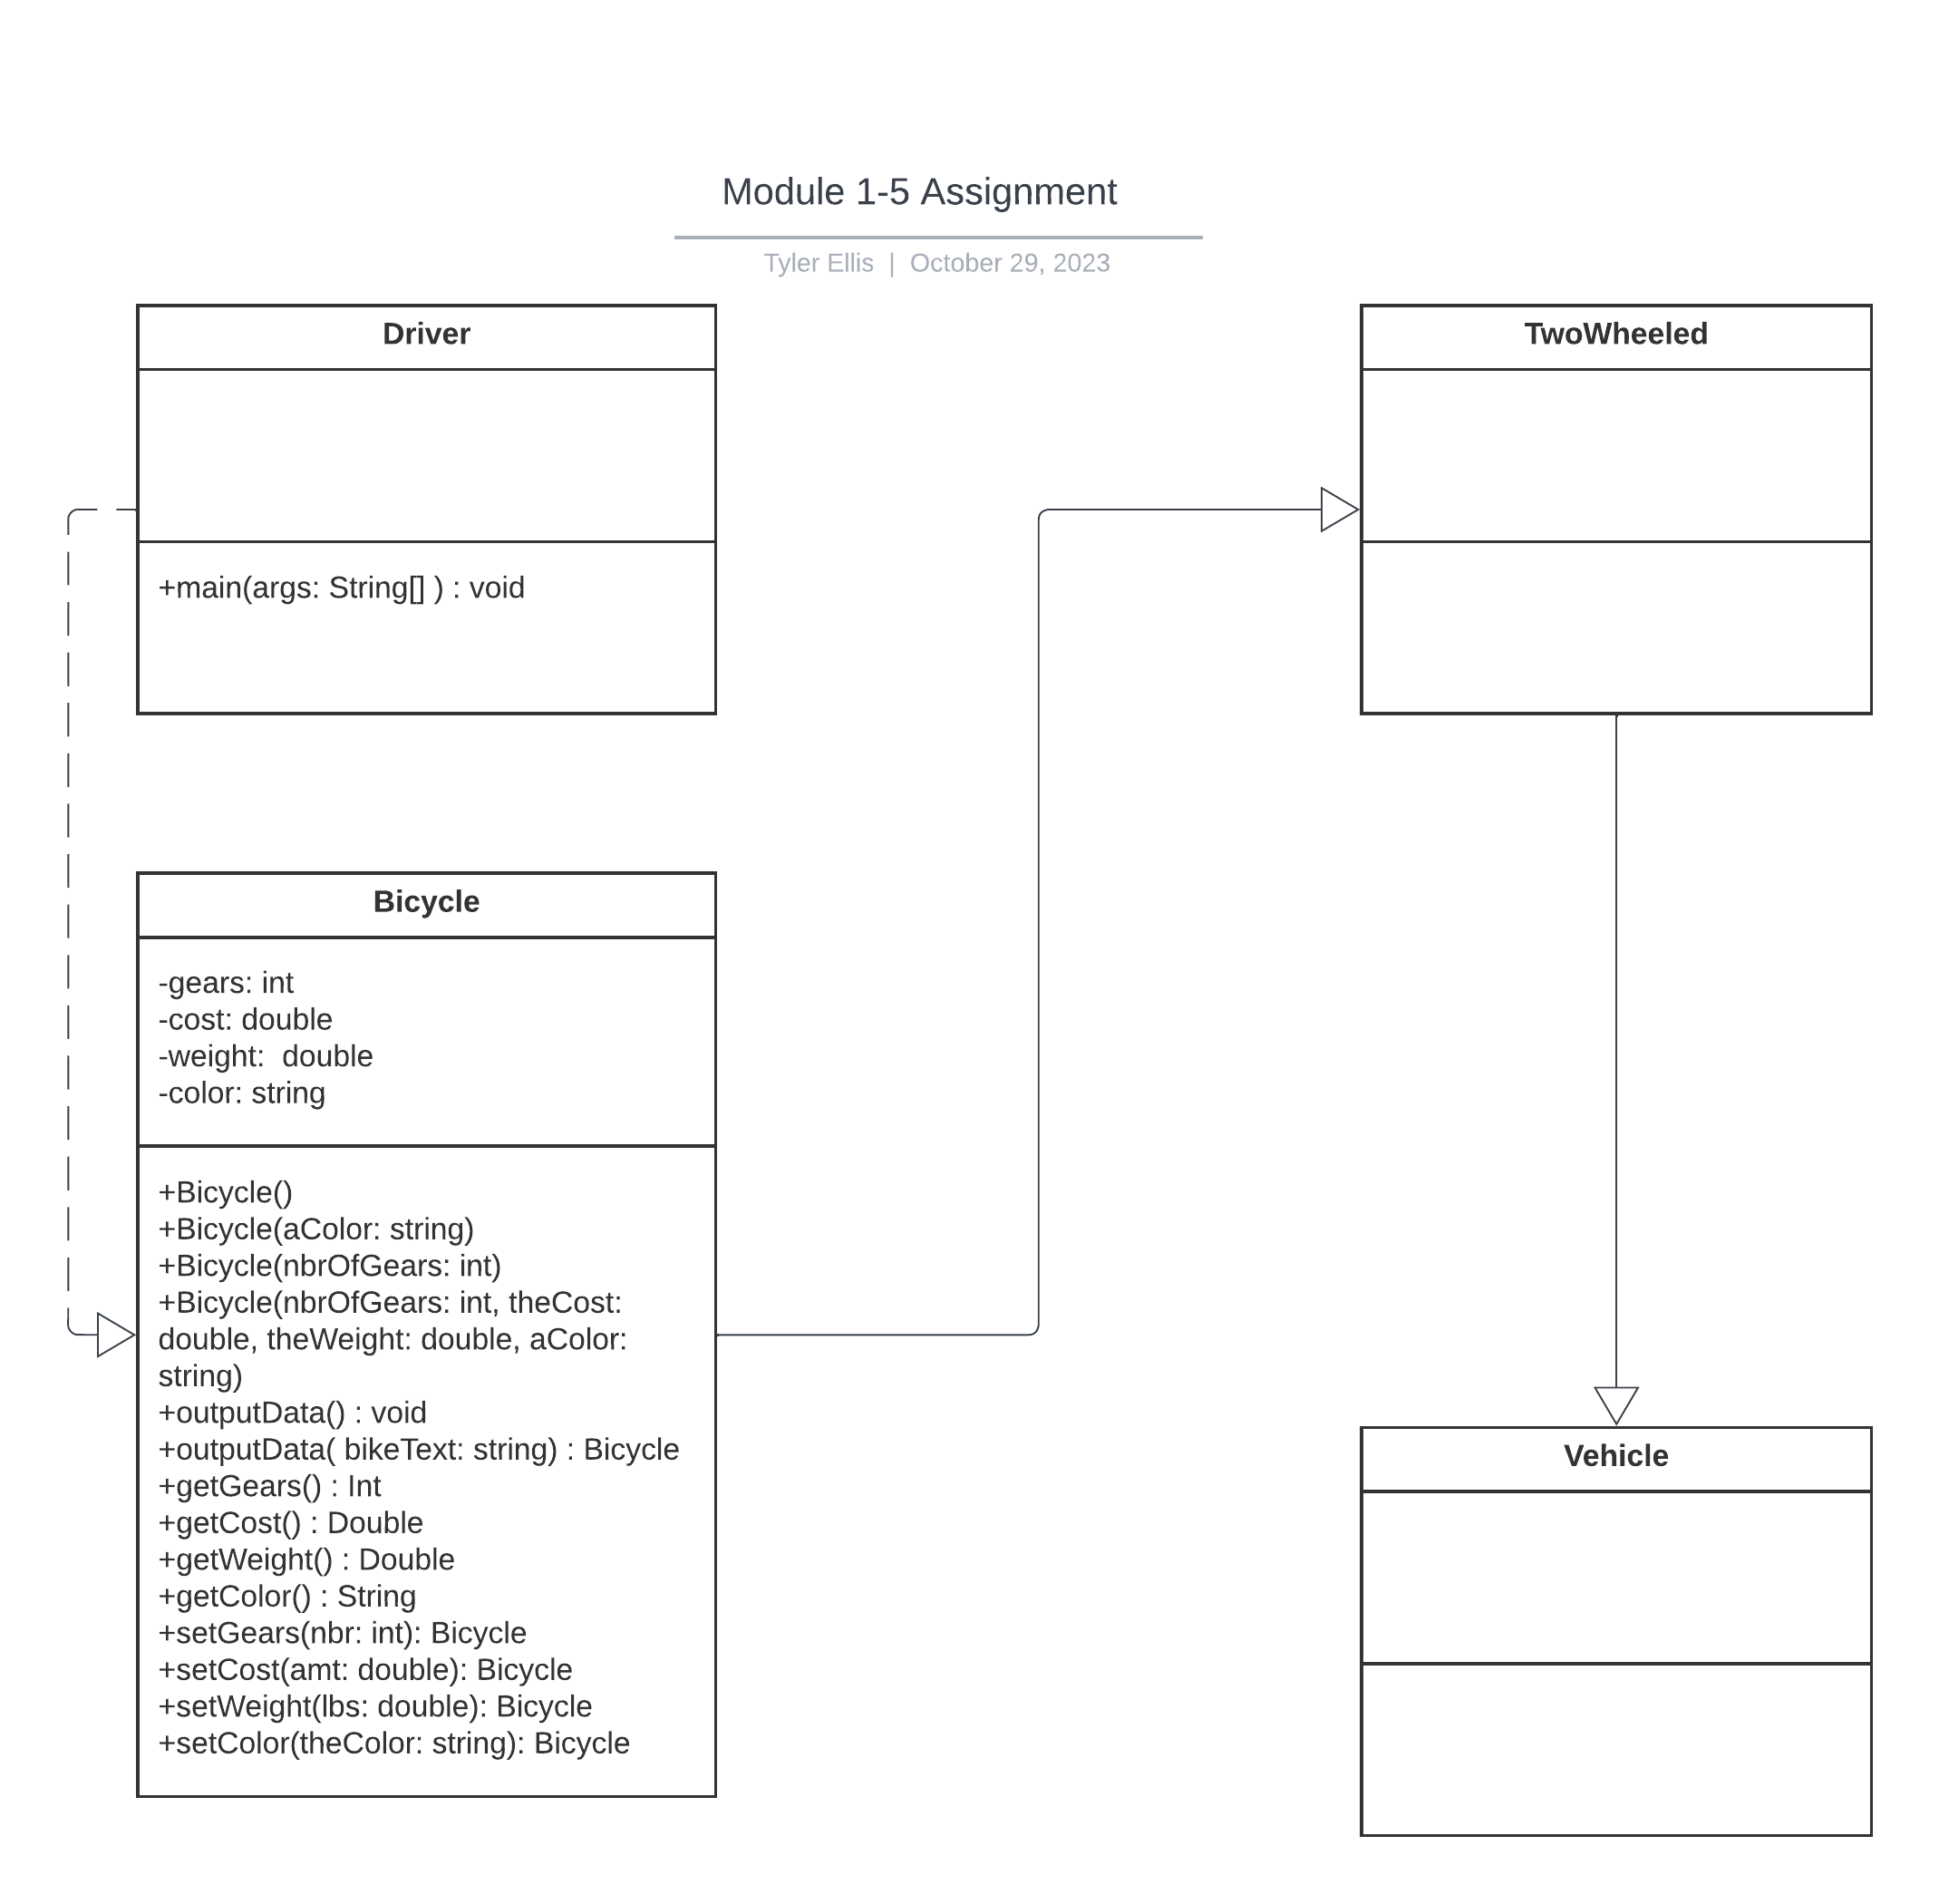 Module 1-5 Assignment
Tyler Ellis | October 29, 2023
Driver
+main(args: String[] ) : void
TwoWheeled
Bicycle
-gears: int
-cost: double
-weight:  double
-color: string
+Bicycle()
+Bicycle(aColor: string)
+Bicycle(nbrOfGears: int)
+Bicycle(nbrOfGears: int, theCost:
double, theWeight: double, aColor:
string)
+outputData() : void
+outputData( bikeText: string) : Bicycle
+getGears() : Int
+getCost() : Double
+getWeight() : Double
+getColor() : String
+setGears(nbr: int): Bicycle
+setCost(amt: double): Bicycle
+setWeight(lbs: double): Bicycle
+setColor(theColor: string): Bicycle
Vehicle